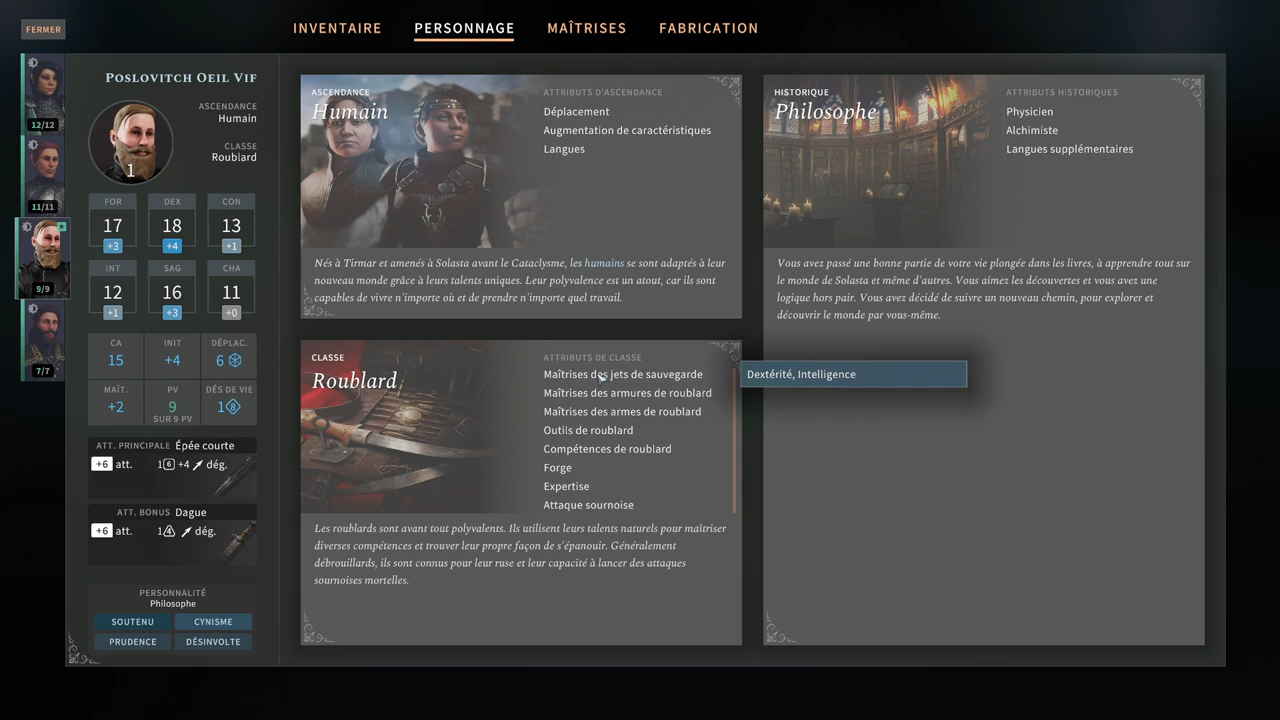 FERMER
INVENTAIRE
PERSONNAGE
MAÎTRISES
FABRICATION
12/12
11/11
9/9
7/7
Poslovitch Oeil Vif
ASCENDANCE
Humain
CLASSE
Roublard
1
FOR
DEX
CON
17
18
13
+3
+4
+1
INT
SAG
CHA
12
16
11
+1
+3
+0
CA
INIT
DÉPLAC.
15
+4
6
MAÎT.
PV
DÉS DE VIE
+2
9
1 8
SUR 9 PV
ATT. PRINCIPALE Épée courte
+6 att. 1 6 +4 dég.
ATT. BONUS Dague
+6 att. 1 4 dég.
PERSONNALITÉ
Philosophe
SOUTENU
CYNISME
PRUDENCE
DÉSINVOLTE
ASCENDANCE
Humain
ATTRIBUTS D'ASCENDANCE
Déplacement
Augmentation de caractéristiques
Langues
Nés à Tirmar et amenés à Solasta avant le Cataclysme, les humains se sont adaptés à leur
nouveau monde grâce à leurs talents uniques. Leur polyvalence est un atout, car ils sont
capables de vivre n'importe où et de prendre n'importe quel travail.
CLASSE
Roublard
ATTRIBUTS DE CLASSE
Maîtrises des jets de sauvegarde
Maîtrises des armures de roublard
Maîtrises des armes de roublard
Outils de roublard
Compétences de roublard
Forge
Expertise
Attaque sournoise
Les roublards sont avant tout polyvalents. Ils utilisent leurs talents naturels pour maîtriser
diverses compétences et trouver leur propre façon de s'épanouir. Généralement
débrouillards, ils sont connus pour leur ruse et leur capacité à lancer des attaques
sournoises mortelles.
HISTORIQUE
Philosophe
ATTRIBUTS HISTORIQUES
Physicien
Alchimiste
Langues supplémentaires
Vous avez passé une bonne partie de votre vie plongée dans les livres, à apprendre tout sur
le monde de Solasta et même d'autres. Vous aimez les découvertes et vous avez une
logique hors pair. Vous avez décidé de suivre un nouveau chemin, pour explorer et
découvrir le monde par vous-même.
Dextérité, Intelligence